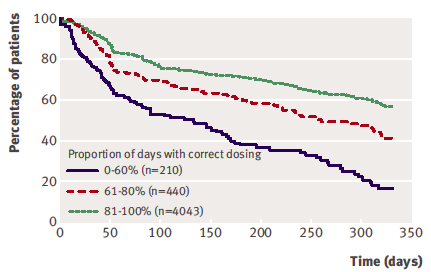 Percentage of patients
100
80
60
40
20
0
Proportion of days with correct dosing
0-60% (n=210)
61-80% (n=440)
81-100% (n=4043)
0 50 100 150 200 250 300 350
Time (days)